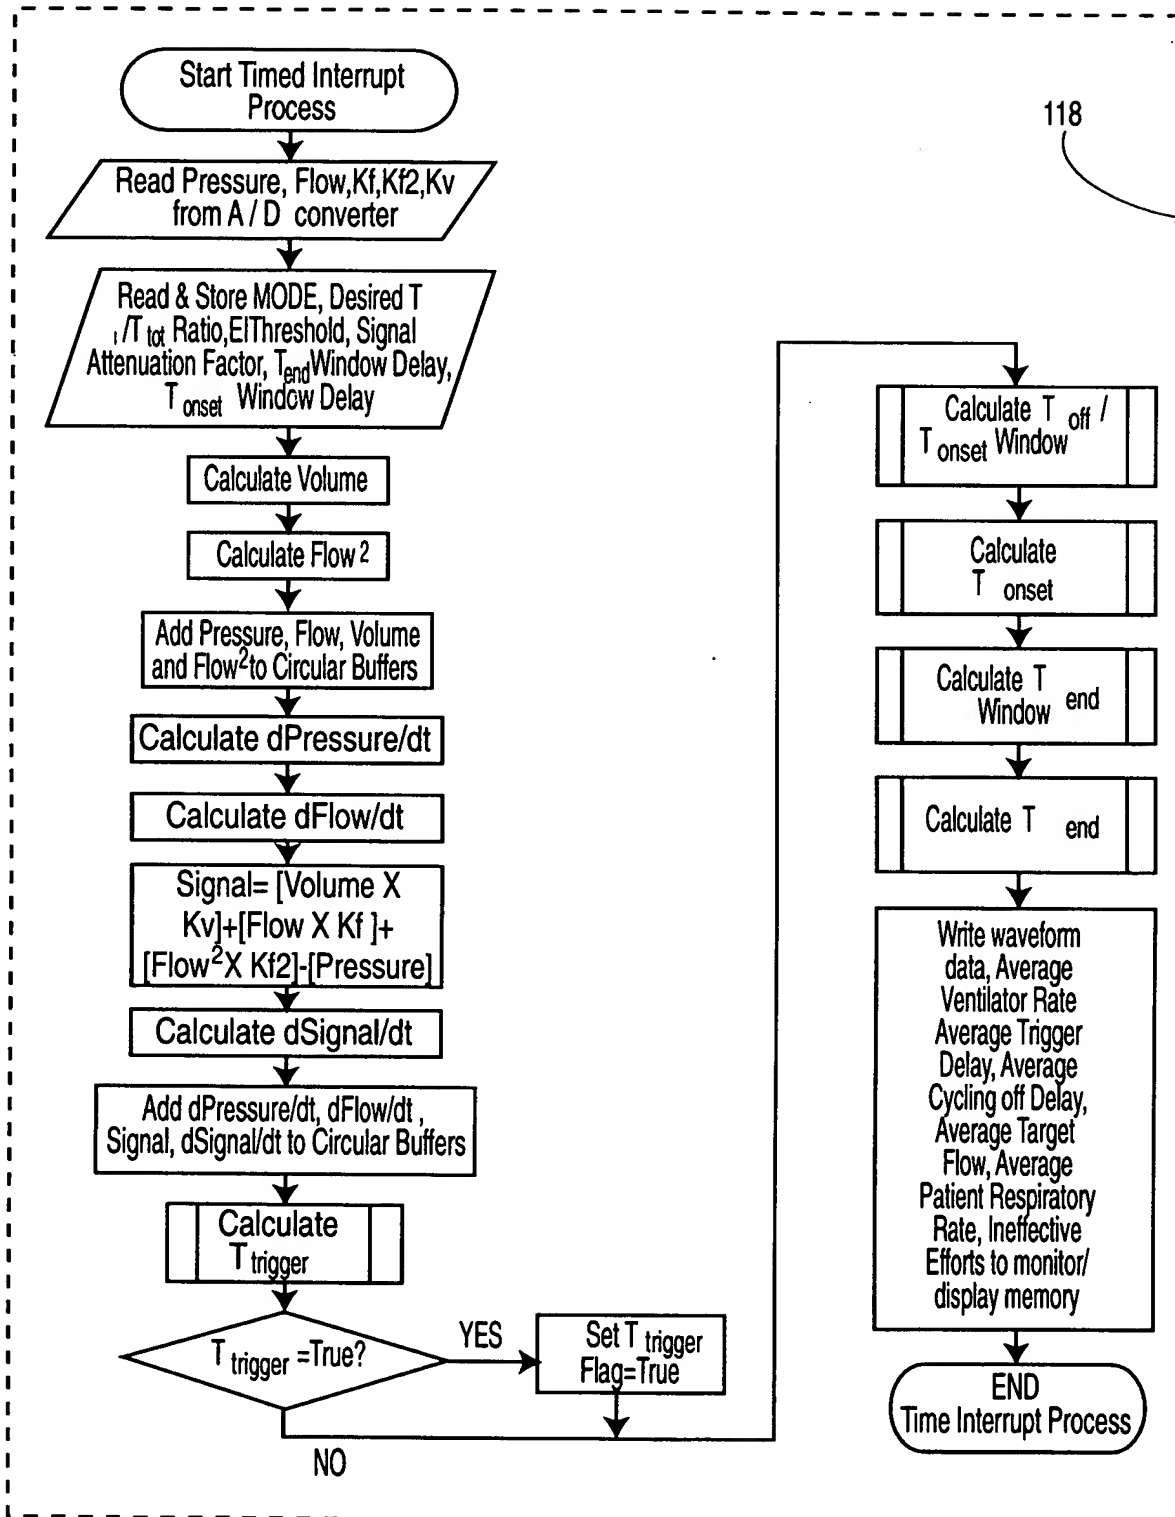 Start Timed Interrupt
Process
Read Pressure, Flow,Kf,Kf2,Kv
from A / D converter
Read & Store MODE, Desired T
I /T tot Ratio,EIThreshold, Signal
Attenuation Factor, T end Window Delay,
T onset Window Delay
Calculate Volume
Calculate Flow ²
Add Pressure, Flow, Volume
and Flow² to Circular Buffers
Calculate dPressure/dt
Calculate dFlow/dt
Signal= [Volume X
Kv]+[Flow X Kf ]+
[Flow² X Kf2]-[Pressure]
Calculate dSignal/dt
Add dPressure/dt, dFlow/dt ,
Signal, dSignal/dt to Circular Buffers
Calculate
T trigger
T trigger =True?
YES
NO
Set T trigger
Flag=True
118
Calculate T off /
T onset Window
Calculate
T onset
Calculate T end
Window
Calculate T end
Write waveform
data, Average
Ventilator Rate
Average Trigger
Delay, Average
Cycling off Delay,
Average Target
Flow, Average
Patient Respiratory
Rate, Ineffective
Efforts to monitor/
display memory
END
Time Interrupt Process